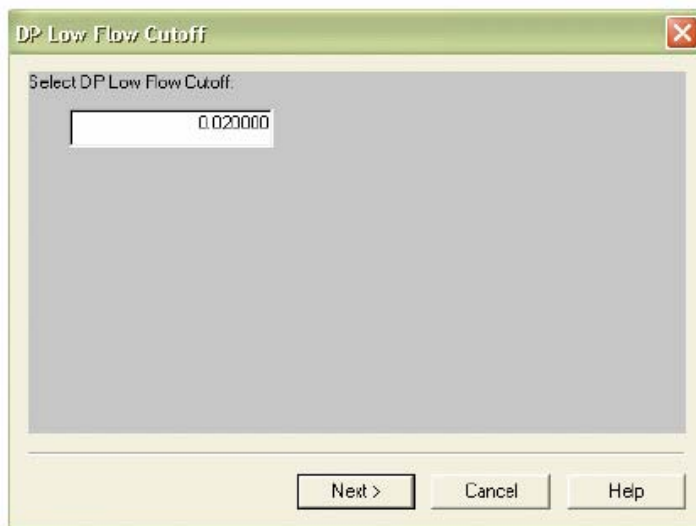 DP Low Flow Cutoff
Select DP Low Flow Cutoff:
0.020000
Next >
Cancel
Help